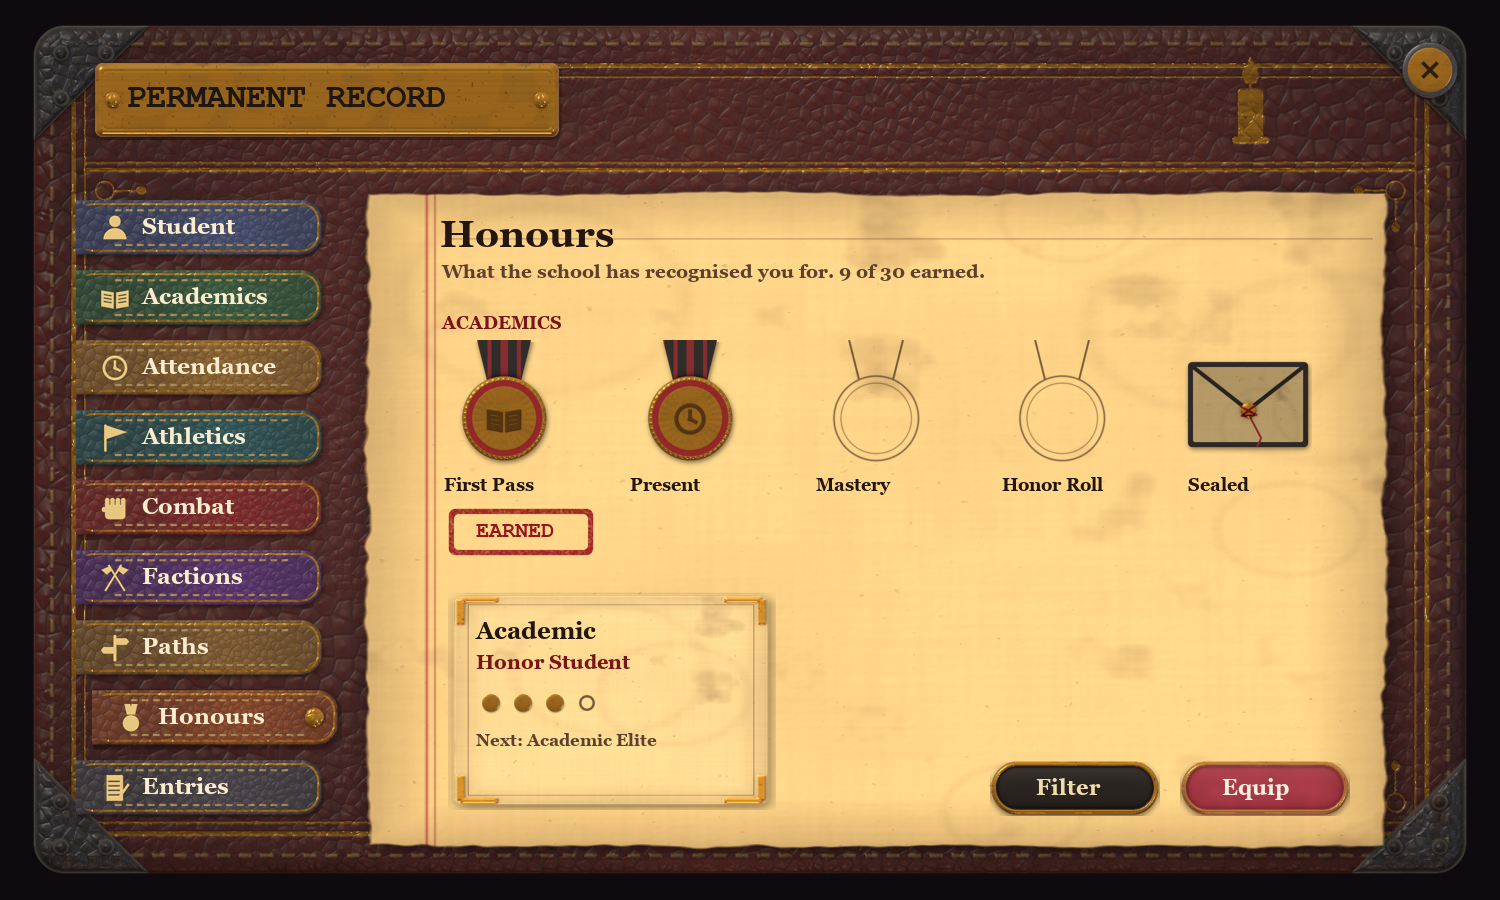 PERMANENT RECORD
Student
Academics
Attendance
Athletics
Combat
Factions
Paths
Honours
Entries
Honours
What the school has recognised you for. 9 of 30 earned.
ACADEMICS
First Pass
Present
Mastery
Honor Roll
Sealed
EARNED
Academic
Honor Student
Next: Academic Elite
Filter
Equip